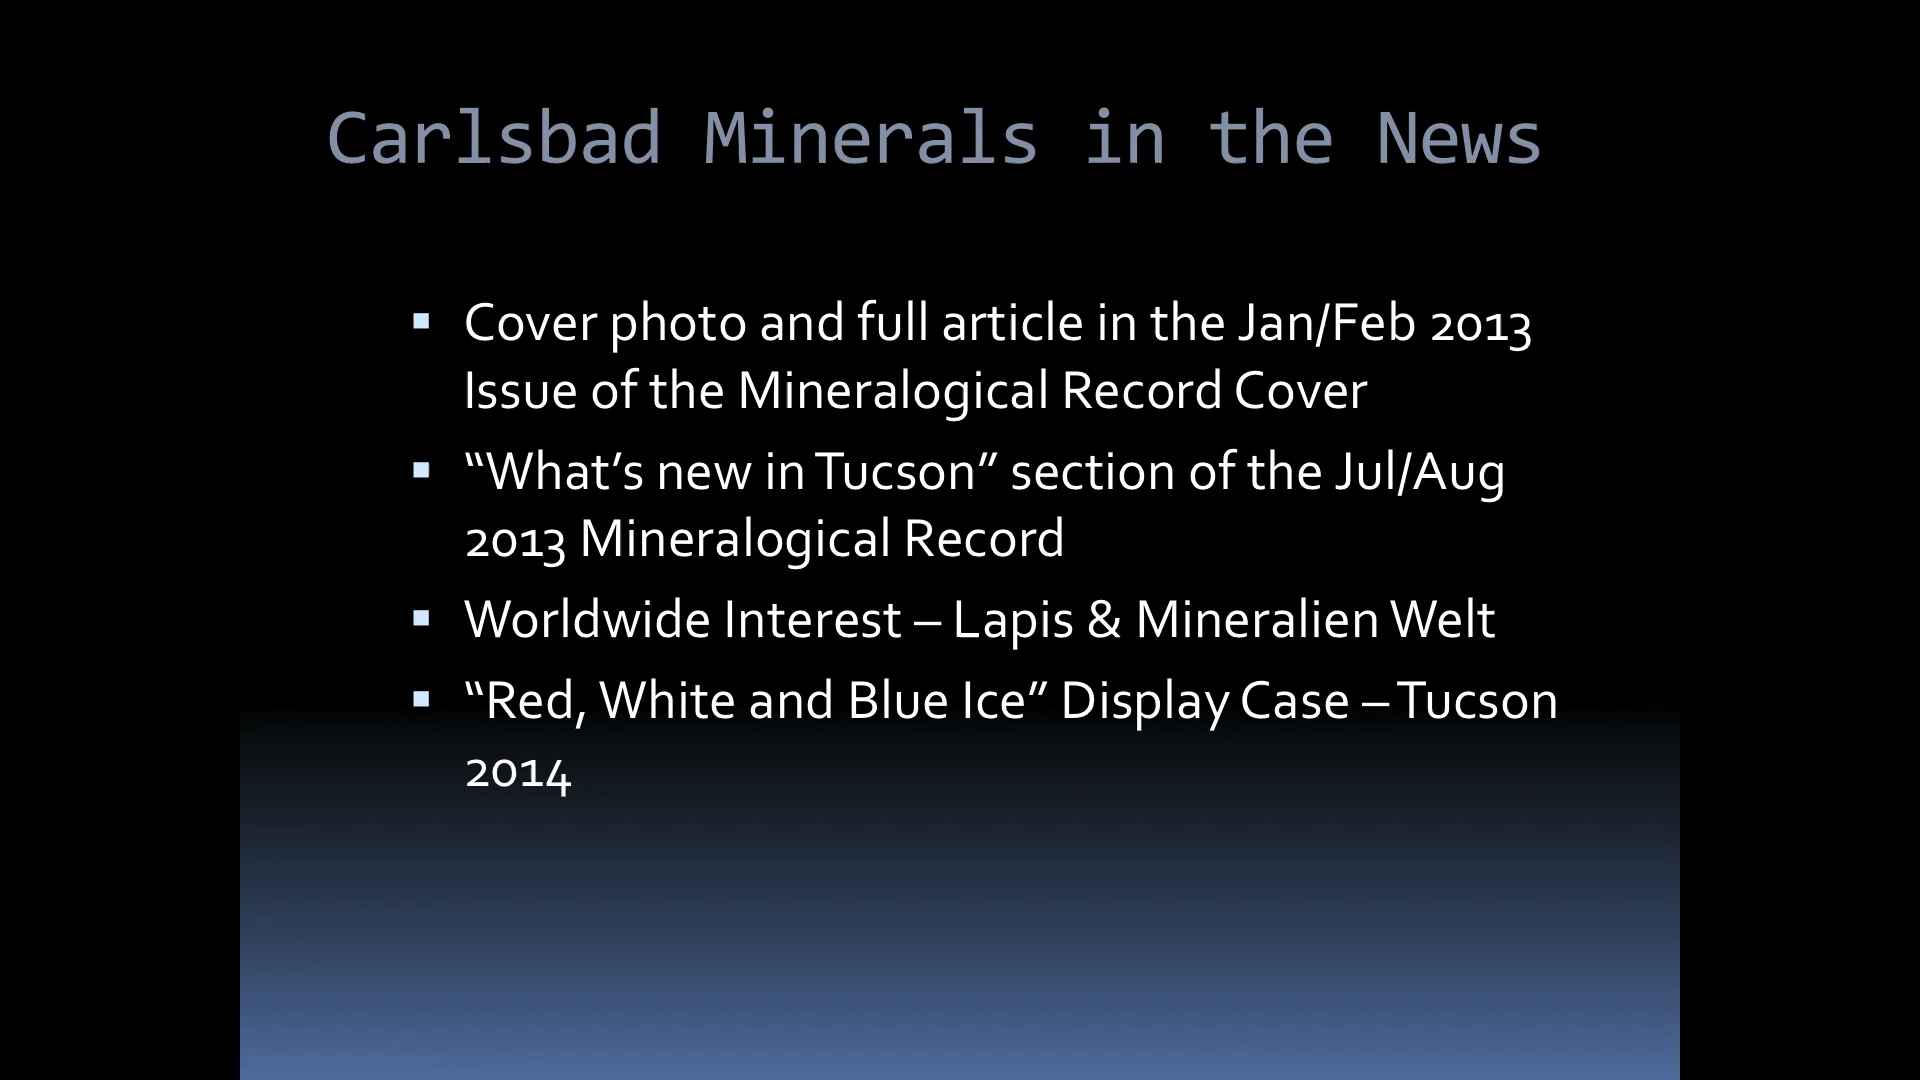 Carlsbad Minerals in the News
▪ Cover photo and full article in the Jan/Feb 2013
Issue of the Mineralogical Record Cover
▪ “What’s new in Tucson” section of the Jul/Aug
2013 Mineralogical Record
▪ Worldwide Interest – Lapis & Mineralien Welt
▪ “Red, White and Blue Ice” Display Case – Tucson
2014